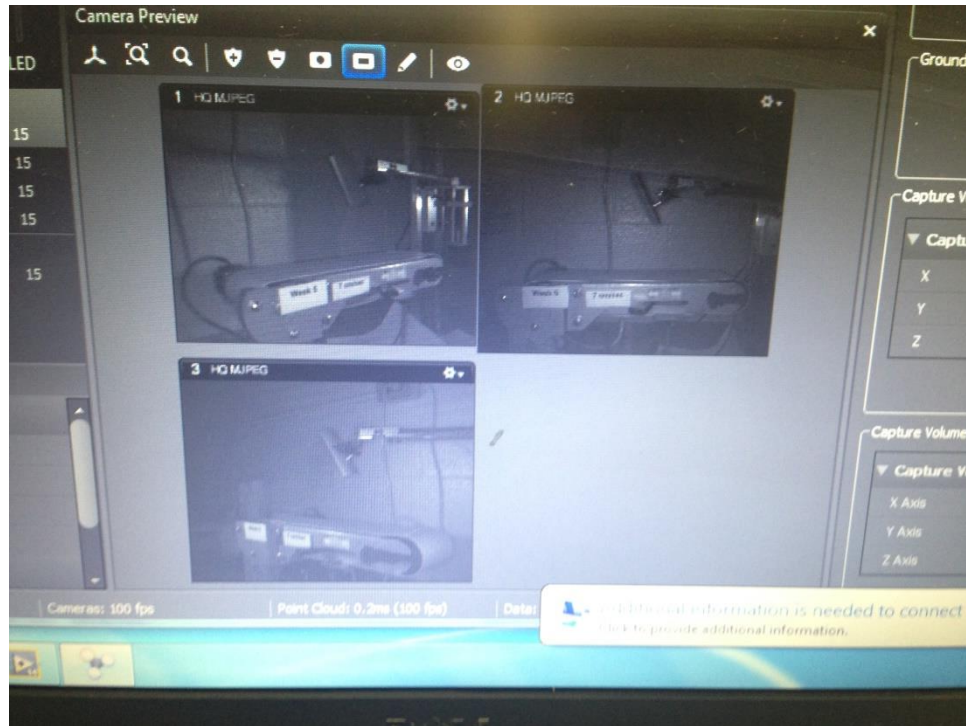 Camera Preview
LED
15
15
15
15
15
1 HQ MJPEG
2 HQ MJPEG
Week 5
Week 5
3 HQ MJPEG
Ground
Capture V
Captu
X
Y
Z
Capture Volume
Capture V
X Axis
Y Axis
Z Axis
Cameras: 100 fps
Point Cloud: 0.2ms (100 fps)
Data:
Additional information is needed to connect
Click to provide additional information.